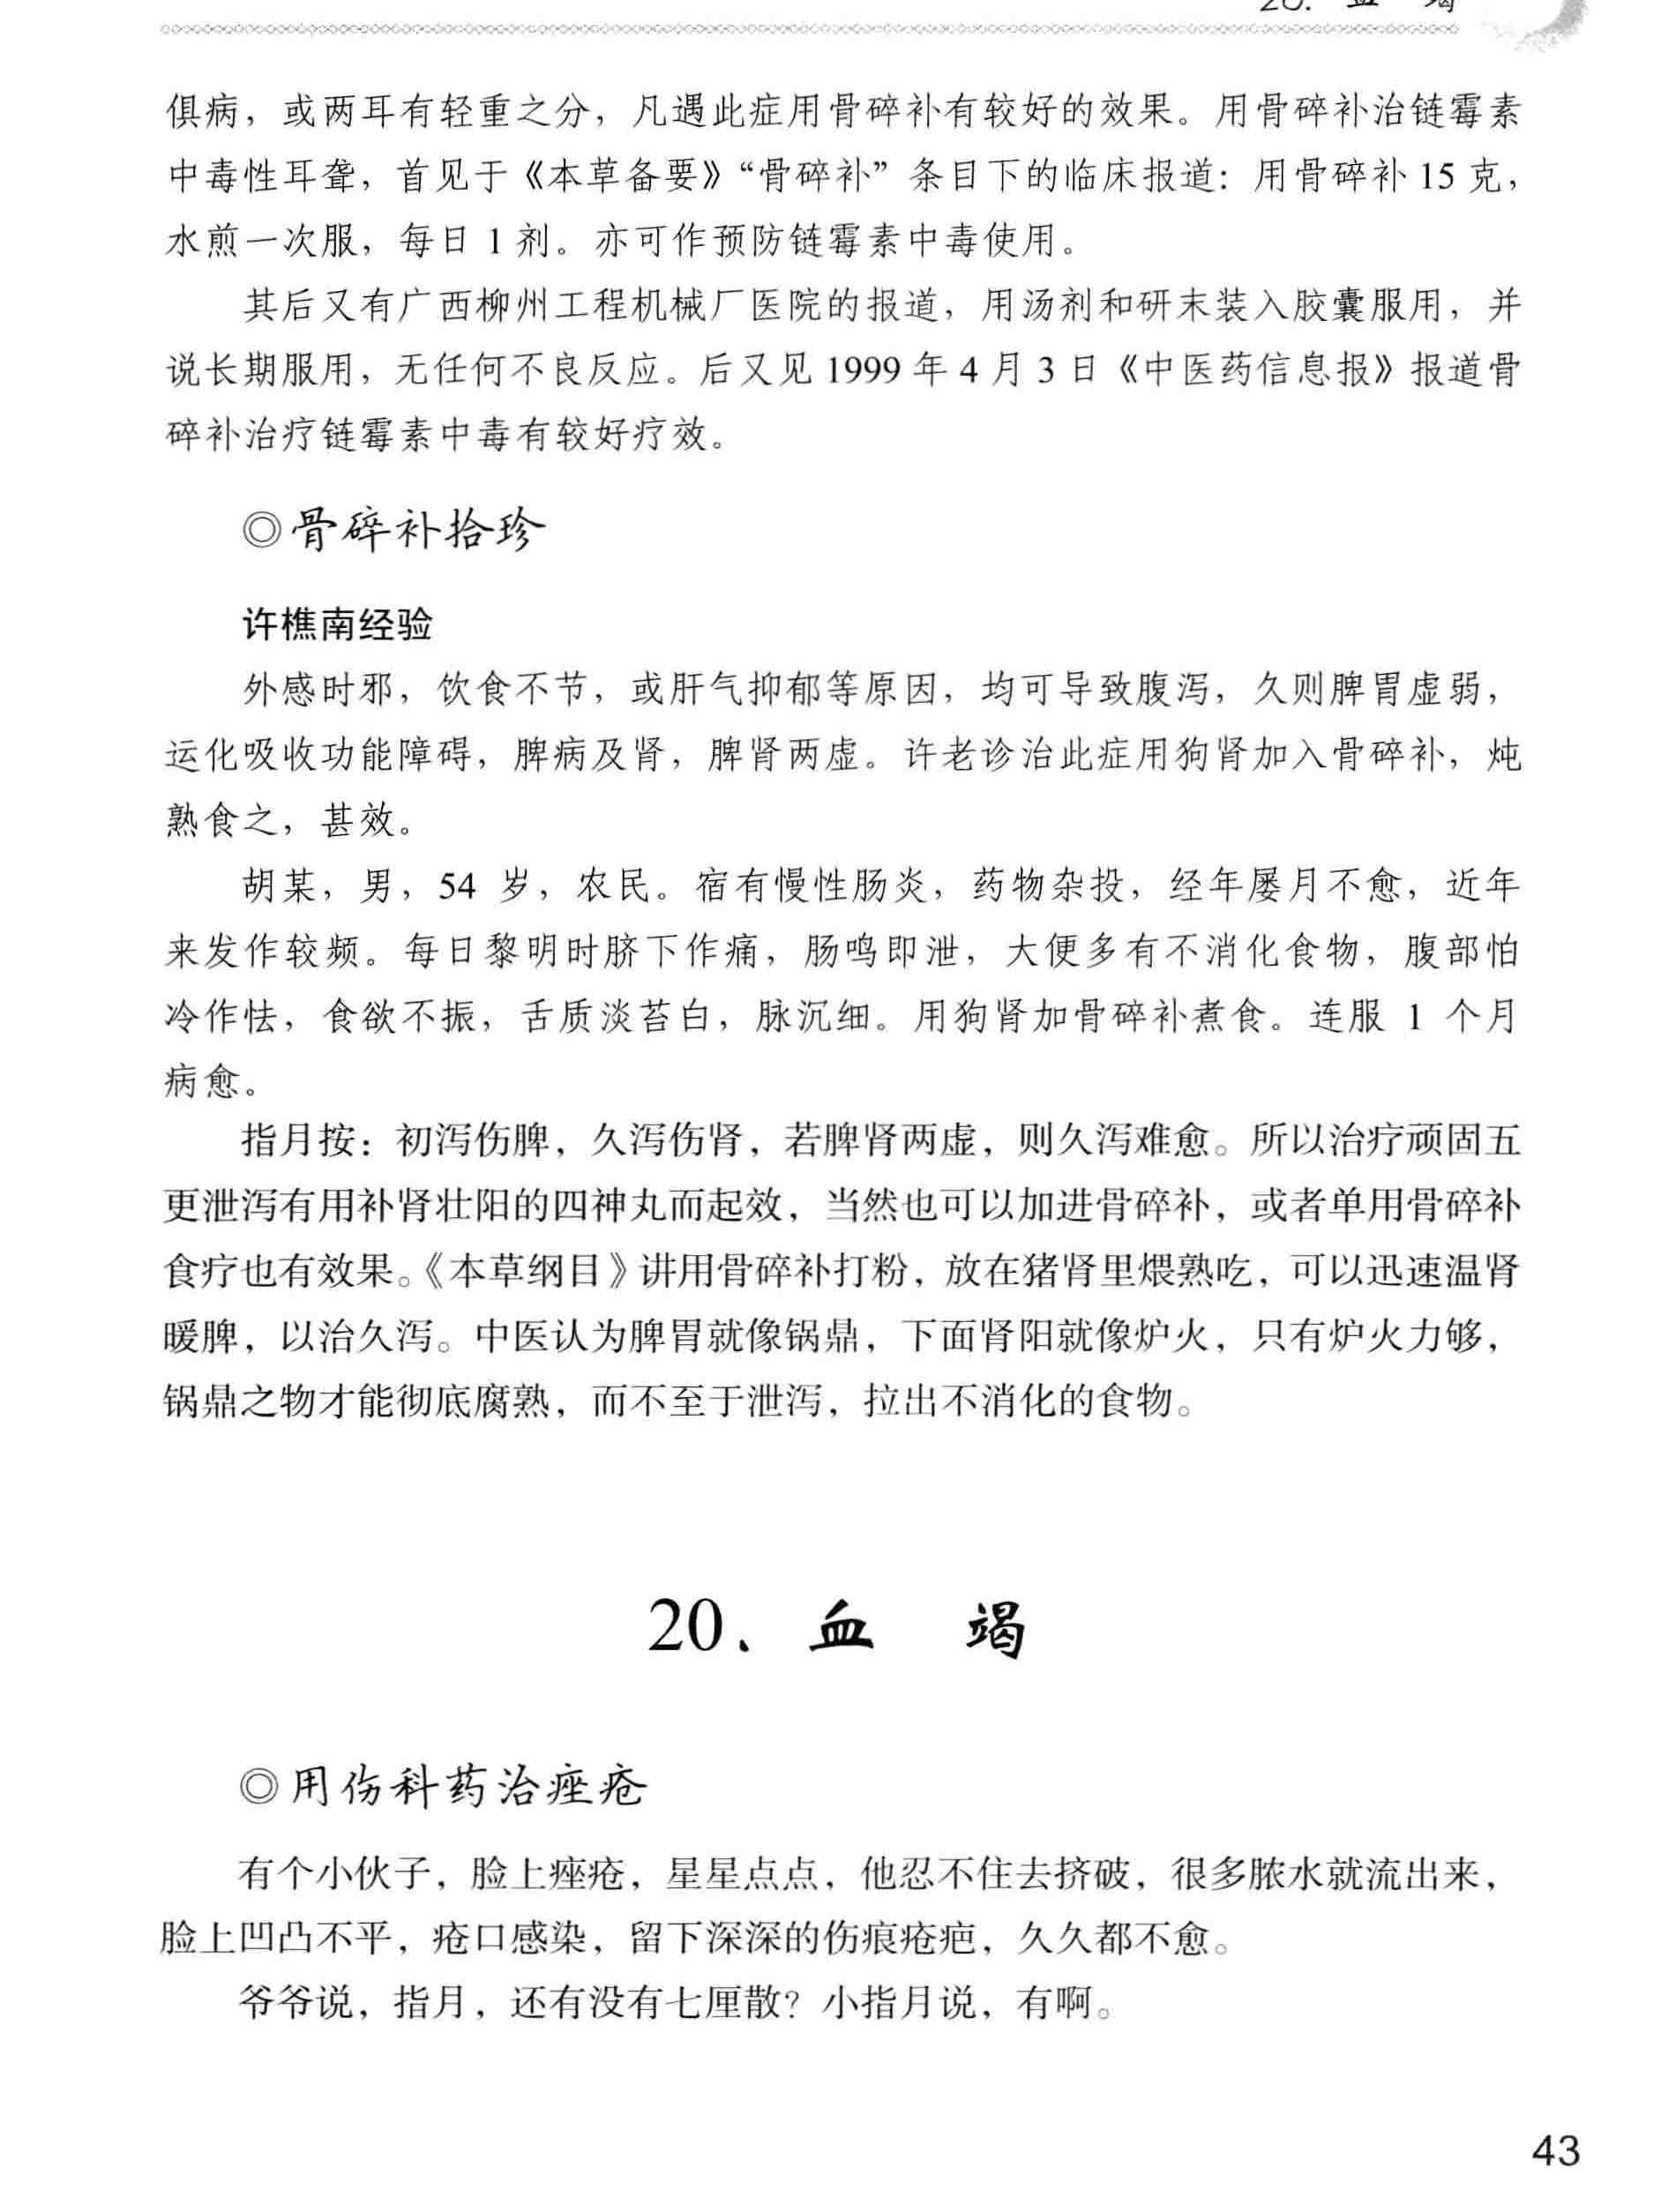 20. 血　竭
俱病，或两耳有轻重之分，凡遇此症用骨碎补有较好的效果。用骨碎补治链霉素
中毒性耳聋，首见于《本草备要》“骨碎补”条目下的临床报道：用骨碎补 15 克，
水煎一次服，每日 1 剂。亦可作预防链霉素中毒使用。
其后又有广西柳州工程机械厂医院的报道，用汤剂和研末装入胶囊服用，并
说长期服用，无任何不良反应。后又见 1999 年 4 月 3 日《中医药信息报》报道骨
碎补治疗链霉素中毒有较好疗效。
◎骨碎补拾珍
许樵南经验
外感时邪，饮食不节，或肝气抑郁等原因，均可导致腹泻，久则脾胃虚弱，
运化吸收功能障碍，脾病及肾，脾肾两虚。许老诊治此症用狗肾加入骨碎补，炖
熟食之，甚效。
胡某，男，54 岁，农民。宿有慢性肠炎，药物杂投，经年屡月不愈，近年
来发作较频。每日黎明时脐下作痛，肠鸣即泄，大便多有不消化食物，腹部怕
冷作怯，食欲不振，舌质淡苔白，脉沉细。用狗肾加骨碎补煮食。连服 1 个月
病愈。
指月按：初泻伤脾，久泻伤肾，若脾肾两虚，则久泻难愈。所以治疗顽固五
更泄泻有用补肾壮阳的四神丸而起效，当然也可以加进骨碎补，或者单用骨碎补
食疗也有效果。《本草纲目》讲用骨碎补打粉，放在猪肾里煨熟吃，可以迅速温肾
暖脾，以治久泻。中医认为脾胃就像锅鼎，下面肾阳就像炉火，只有炉火力够，
锅鼎之物才能彻底腐熟，而不至于泄泻，拉出不消化的食物。
20. 血　竭
◎用伤科药治痤疮
有个小伙子，脸上痤疮，星星点点，他忍不住去挤破，很多脓水就流出来，
脸上凹凸不平，疮口感染，留下深深的伤痕疮疤，久久都不愈。
爷爷说，指月，还有没有七厘散？小指月说，有啊。
43